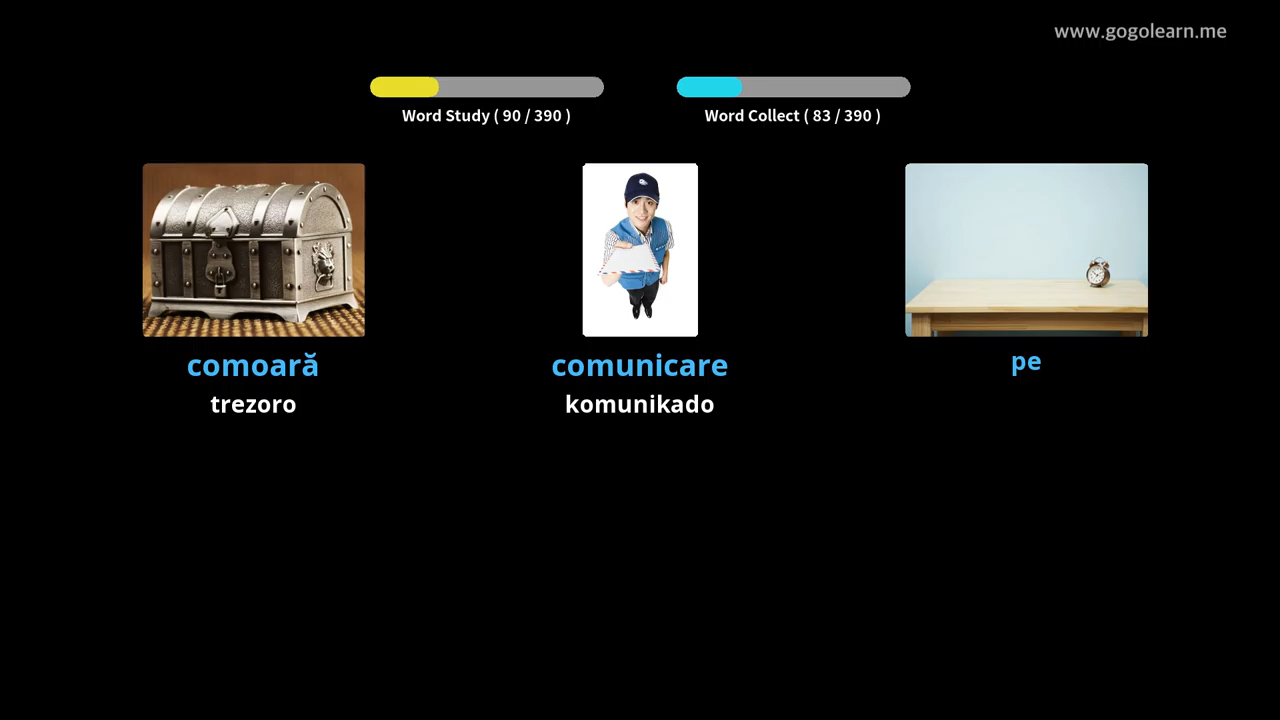 www.gogolearn.me
Word Study ( 90 / 390 )
Word Collect ( 83 / 390 )
comoară
comunicare
pe
trezoro
komunikado